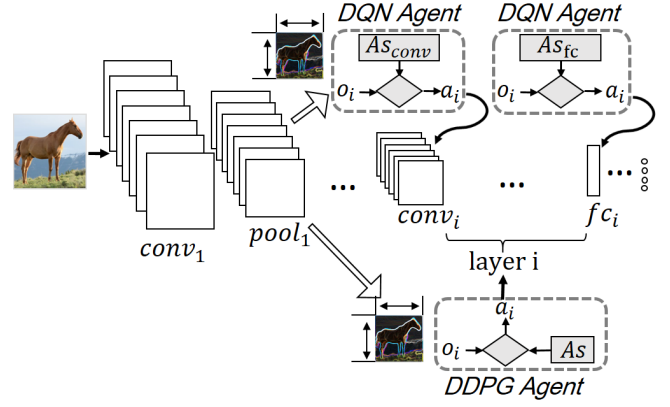 DQN Agent
DQN Agent
As_conv
As_fc
o_i
a_i
o_i
a_i
...
...
...
conv_1
pool_1
conv_i
fc_i
layer i
a_i
o_i
As
DDPG Agent